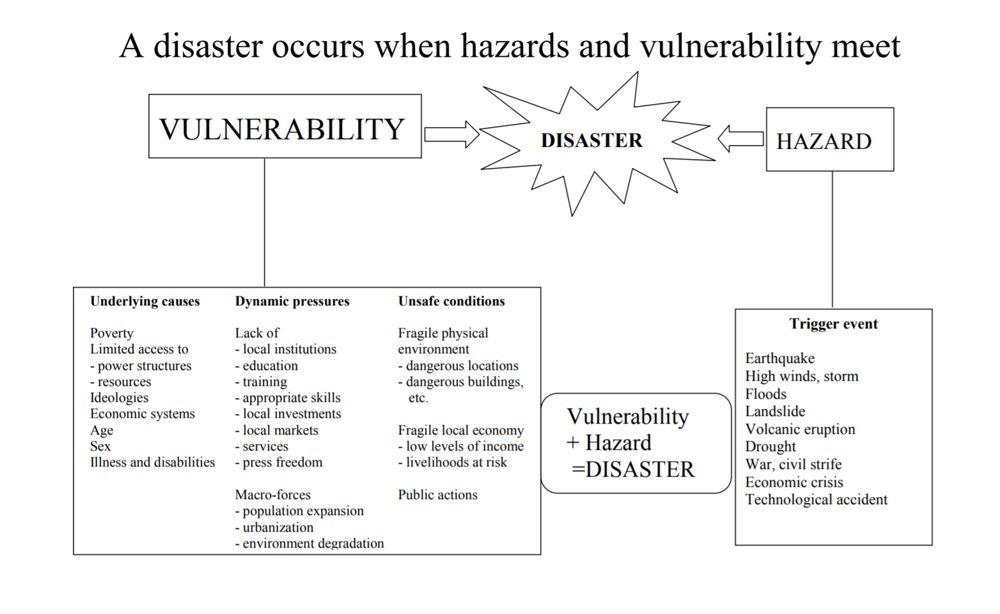 A disaster occurs when hazards and vulnerability meet
VULNERABILITY
DISASTER
HAZARD
Underlying causes
Poverty
Limited access to
- power structures
- resources
Ideologies
Economic systems
Age
Sex
Illness and disabilities
Dynamic pressures
Lack of
- local institutions
- education
- training
- appropriate skills
- local investments
- local markets
- services
- press freedom
Macro-forces
- population expansion
- urbanization
- environment degradation
Unsafe conditions
Fragile physical
environment
- dangerous locations
- dangerous buildings,
etc.
Fragile local economy
- low levels of income
- livelihoods at risk
Public actions
Vulnerability
+ Hazard
=DISASTER
Trigger event
Earthquake
High winds, storm
Floods
Landslide
Volcanic eruption
Drought
War, civil strife
Economic crisis
Technological accident